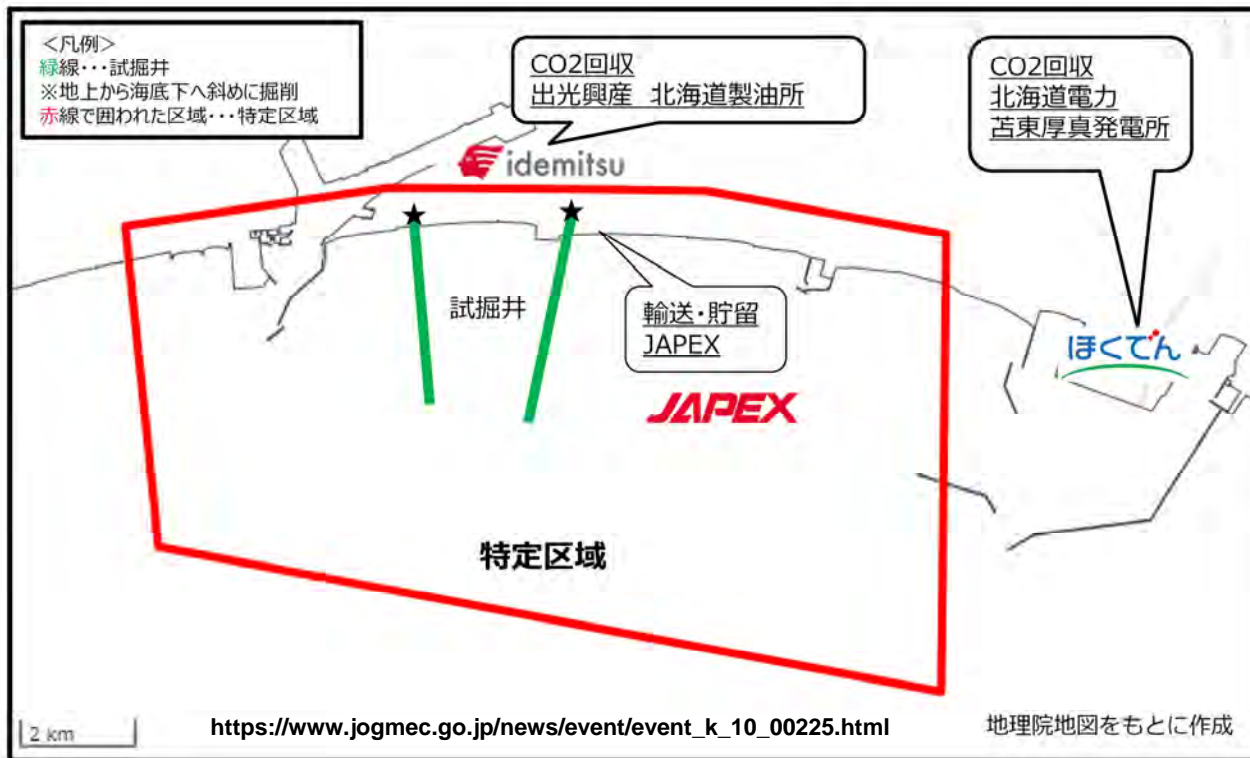 <凡例>
緑線・・・試掘井
※地上から海底下へ斜めに掘削
赤線で囲われた区域・・・特定区域
CO2回収
出光興産 北海道製油所
CO2回収
北海道電力
苫東厚真発電所
idemitsu
試掘井
輸送・貯留
JAPEX
ほくでん
JAPEX
特定区域
2 km
https://www.jogmec.go.jp/news/event/event_k_10_00225.html
地理院地図をもとに作成